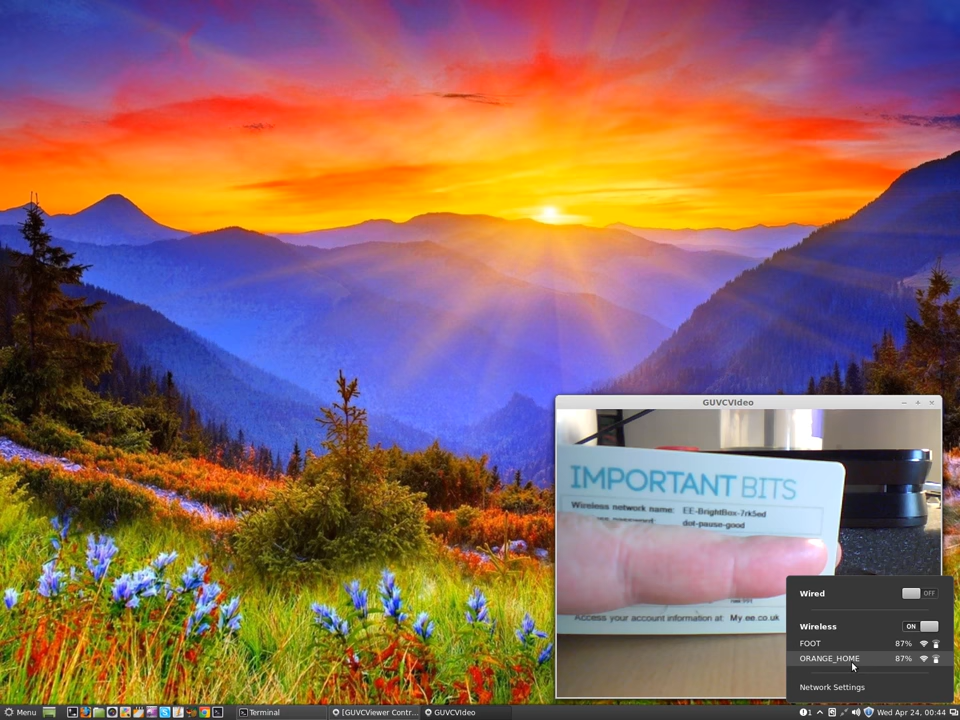 GUVCVIdeo
IMPORTANT BITS
Wireless network name: EE-BrightBox-7rk5ed
dot-pause-good
Access your account information at: My.ee.co.uk
Wired OFF
Wireless ON
FOOT 87%
ORANGE_HOME 87%
Network Settings
Menu Terminal [GUVCViewer Contr... GUVCVIdeo 1 Wed Apr 24, 00:44